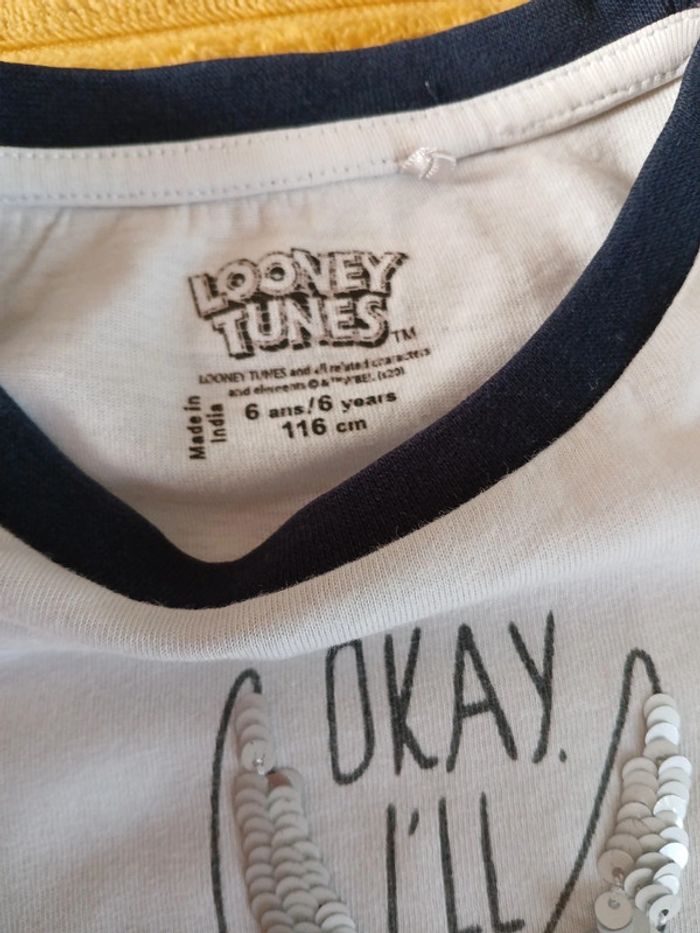 LOONEY
TUNES™
LOONEY TUNES and all related characters
and elements © & ™ WBEI. (s20)
Made in
India
6 ans/6 years
116 cm
OKAY.
I'LL